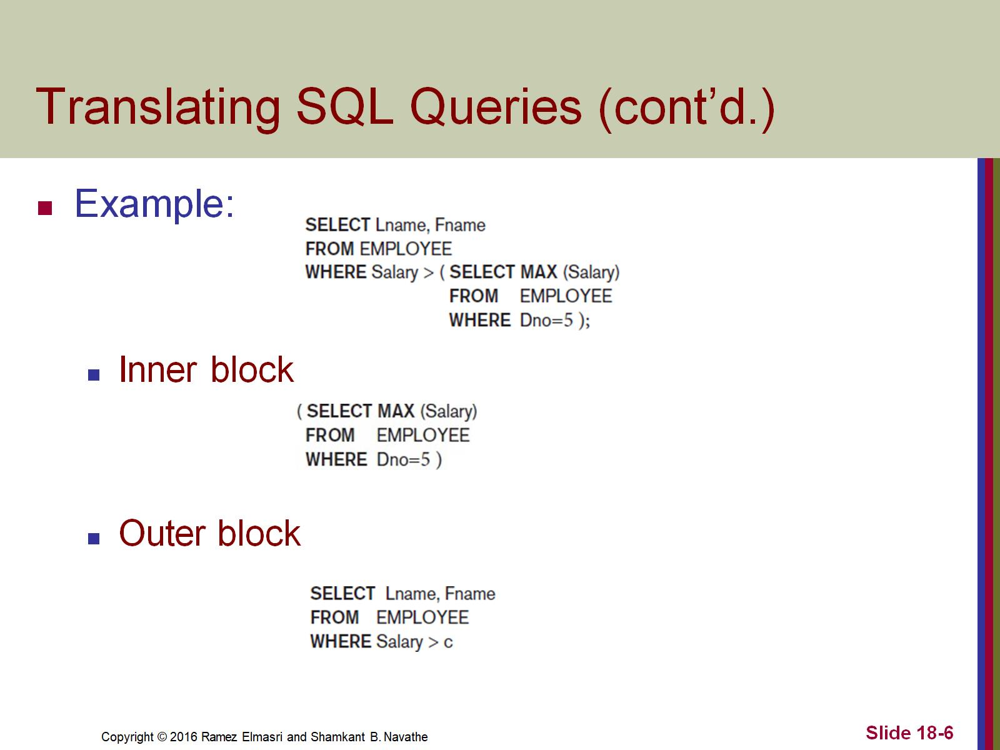 Translating SQL Queries (cont’d.)
Example:
SELECT Lname, Fname
FROM EMPLOYEE
WHERE Salary > ( SELECT MAX (Salary)
FROM EMPLOYEE
WHERE Dno=5 );
Inner block
( SELECT MAX (Salary)
FROM EMPLOYEE
WHERE Dno=5 )
Outer block
SELECT Lname, Fname
FROM EMPLOYEE
WHERE Salary > c
Copyright © 2016 Ramez Elmasri and Shamkant B. Navathe
Slide 18-6